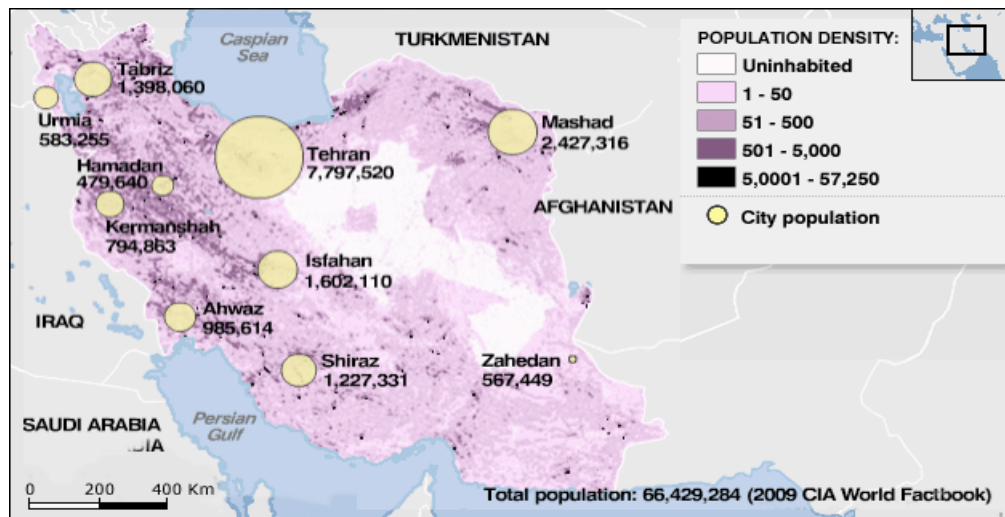 Caspian
Sea
TURKMENISTAN
POPULATION DENSITY:
Uninhabited
1 - 50
51 - 500
501 - 5,000
5,0001 - 57,250
City population
Tabriz
1,398,060
Urmia
583,255
Mashad
2,427,316
Tehran
7,797,520
Hamadan
479,640
Kermanshah
794,863
AFGHANISTAN
Isfahan
1,602,110
IRAQ
Ahwaz
985,614
Shiraz
1,227,331
Zahedan
567,449
SAUDI ARABIA
Persian
Gulf
0 200 400 Km
Total population: 66,429,284 (2009 CIA World Factbook)